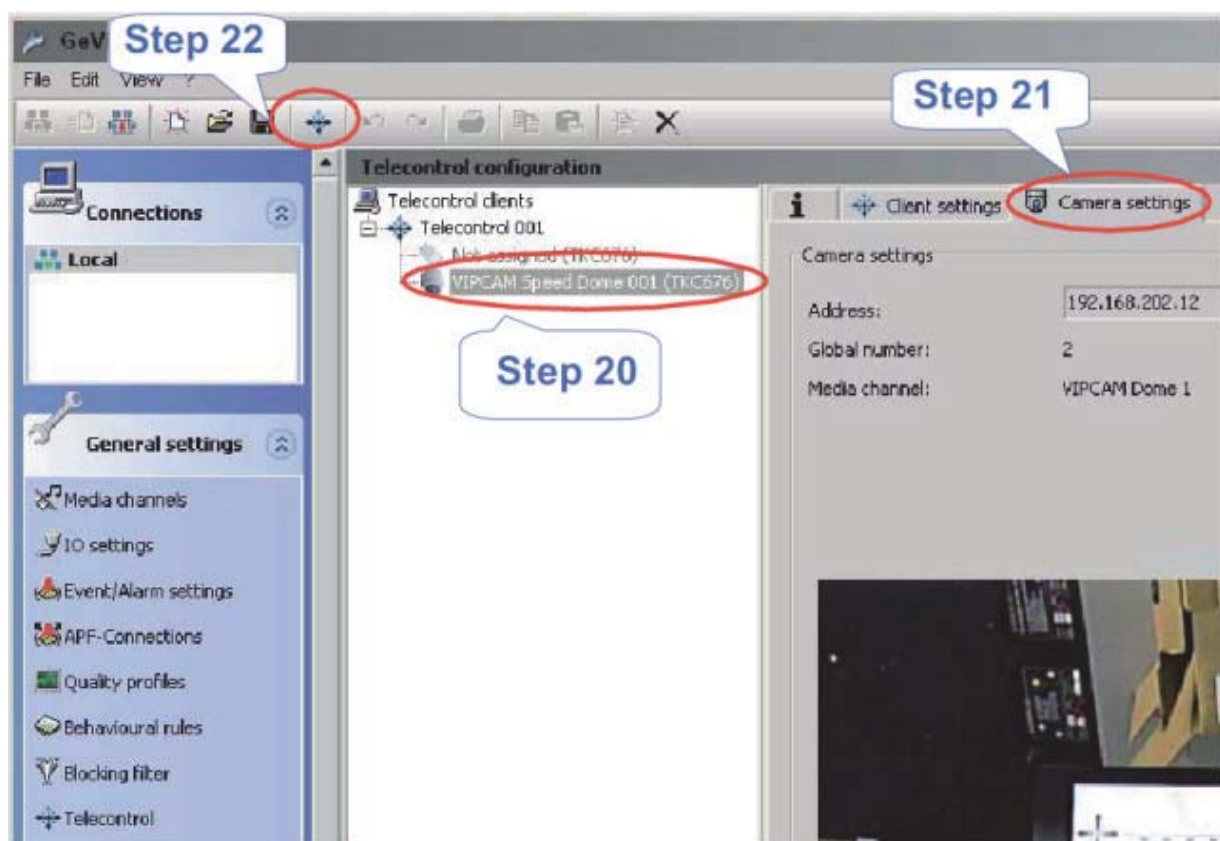 GeV
Step 22
File Edit View ?
Step 21
Telecontrol configuration
Connections
Local
Telecontrol clients
Telecontrol 001
Not assigned (TKC676)
VIPCAM Speed Dome 001 (TKC676)
Step 20
Client settings
Camera settings
Camera settings
Address: 192.168.202.12
Global number: 2
Media channel: VIPCAM Dome 1
General settings
Media channels
IO settings
Event/Alarm settings
APF-Connections
Quality profiles
Behavioural rules
Blocking filter
Telecontrol